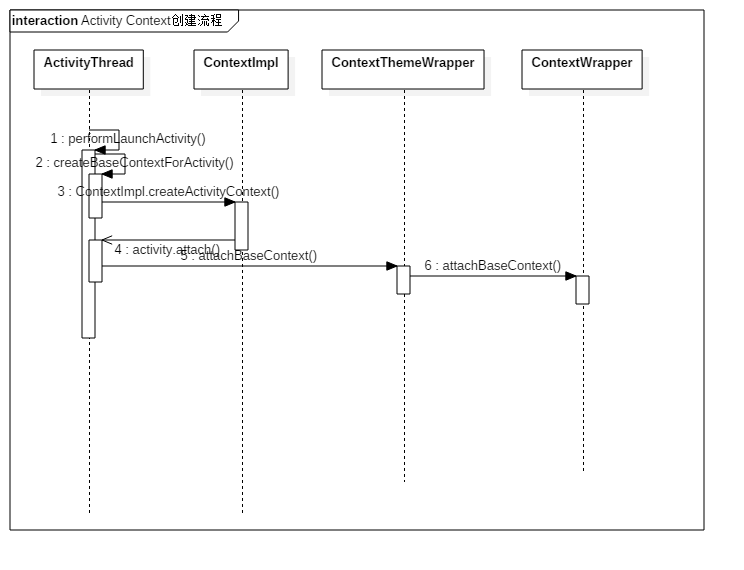 interaction Activity Context创建流程
ActivityThread
ContextImpl
ContextThemeWrapper
ContextWrapper
1 : performLaunchActivity()
2 : createBaseContextForActivity()
3 : ContextImpl.createActivityContext()
4 : activity.attach()
5 : attachBaseContext()
6 : attachBaseContext()